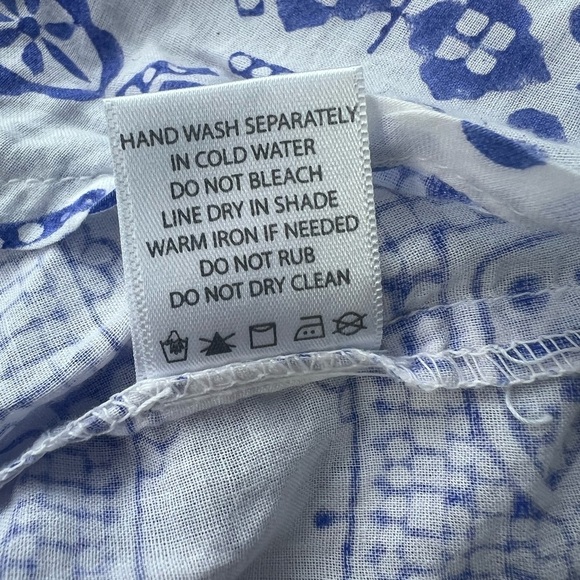 HAND WASH SEPARATELY
IN COLD WATER
DO NOT BLEACH
LINE DRY IN SHADE
WARM IRON IF NEEDED
DO NOT RUB
DO NOT DRY CLEAN